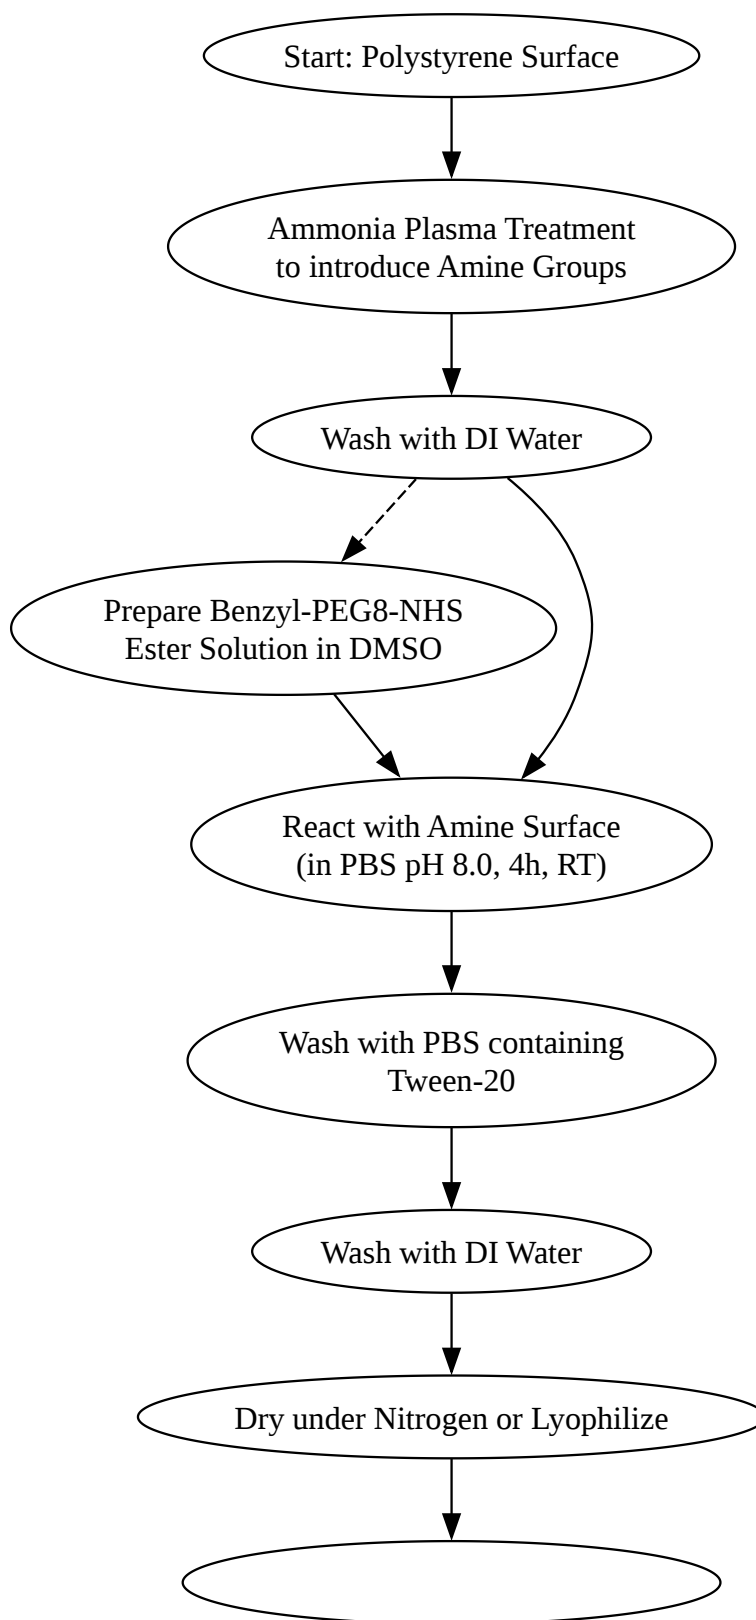 Start: Polystyrene Surface
Ammonia Plasma Treatment
to introduce Amine Groups
Wash with DI Water
Prepare Benzyl-PEG8-NHS
Ester Solution in DMSO
React with Amine Surface
(in PBS pH 8.0, 4h, RT)
Wash with PBS containing
Tween-20
Wash with DI Water
Dry under Nitrogen or Lyophilize